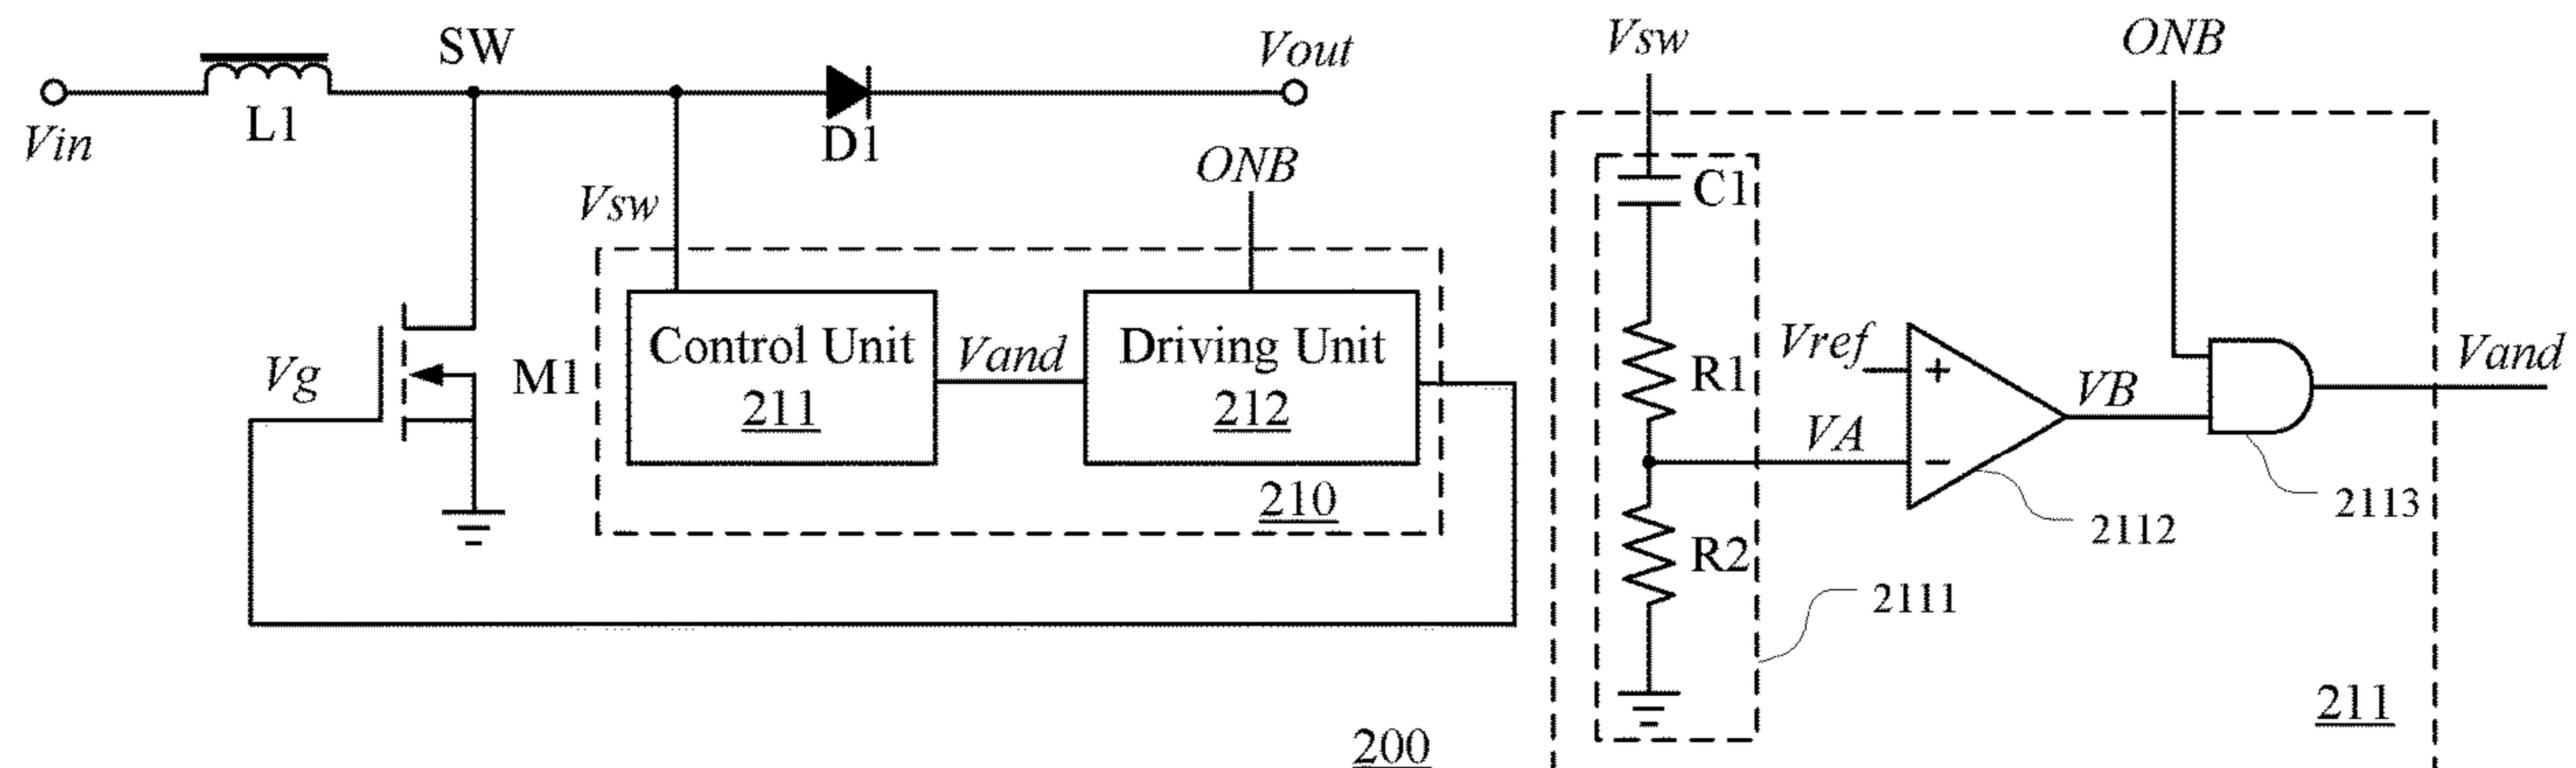 SW
Vout
Vin
L1
D1
ONB
Vsw
Control Unit
211
Vand
Driving Unit
212
Vg
M1
210
200
Vsw
ONB
C1
R1
Vref
+
VA
−
VB
Vand
2112
2113
R2
2111
211